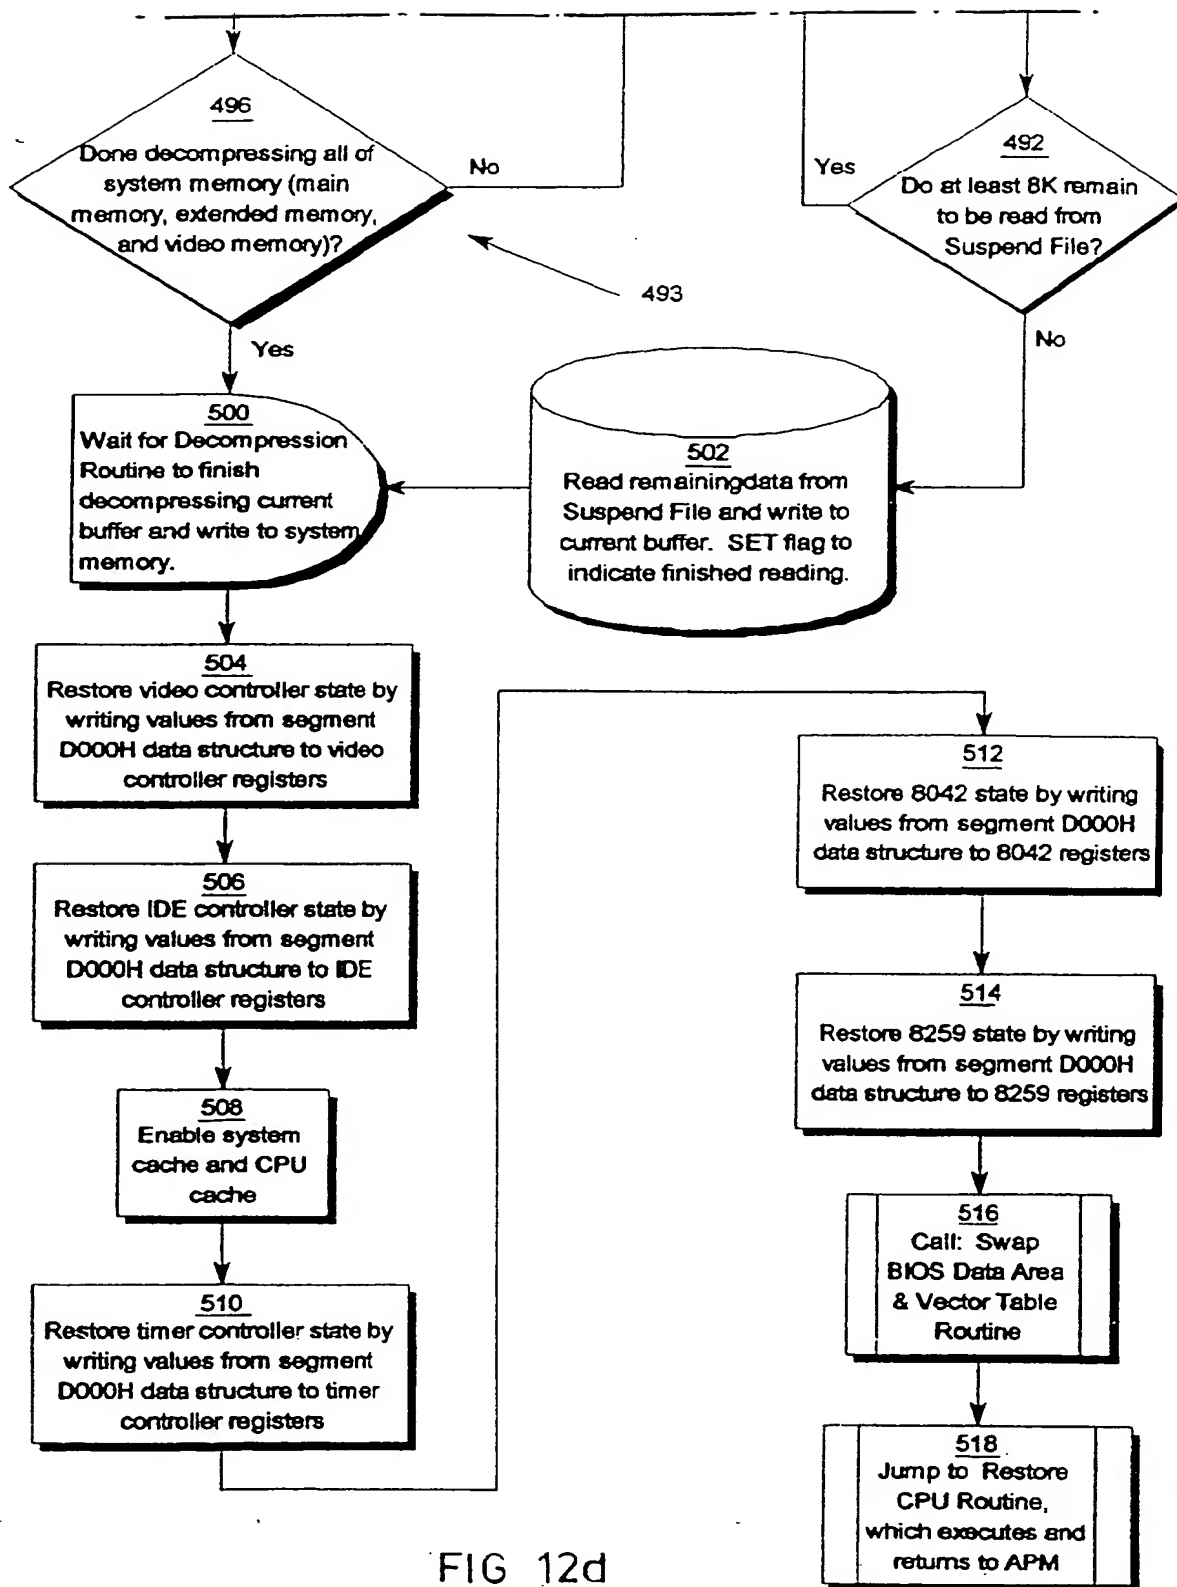 496
Done decompressing all of
system memory (main
memory, extended memory,
and video memory)?
No
Yes
493
492
Do at least 8K remain
to be read from
Suspend File?
Yes
No
500
Wait for Decompression
Routine to finish
decompressing current
buffer and write to system
memory.
502
Read remainingdata from
Suspend File and write to
current buffer. SET flag to
indicate finished reading.
504
Restore video controller state by
writing values from segment
D000H data structure to video
controller registers
506
Restore IDE controller state by
writing values from segment
D000H data structure to IDE
controller registers
508
Enable system
cache and CPU
cache
510
Restore timer controller state by
writing values from segment
D000H data structure to timer
controller registers
512
Restore 8042 state by writing
values from segment D000H
data structure to 8042 registers
514
Restore 8259 state by writing
values from segment D000H
data structure to 8259 registers
516
Call: Swap
BIOS Data Area
& Vector Table
Routine
518
Jump to Restore
CPU Routine,
which executes and
returns to APM
FIG 12d